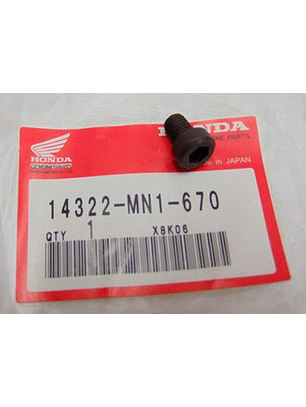 HONDA
HONDA
GENUINE PARTS
Made in JAPAN
14322-MN1-670
QTY 1 X8K06